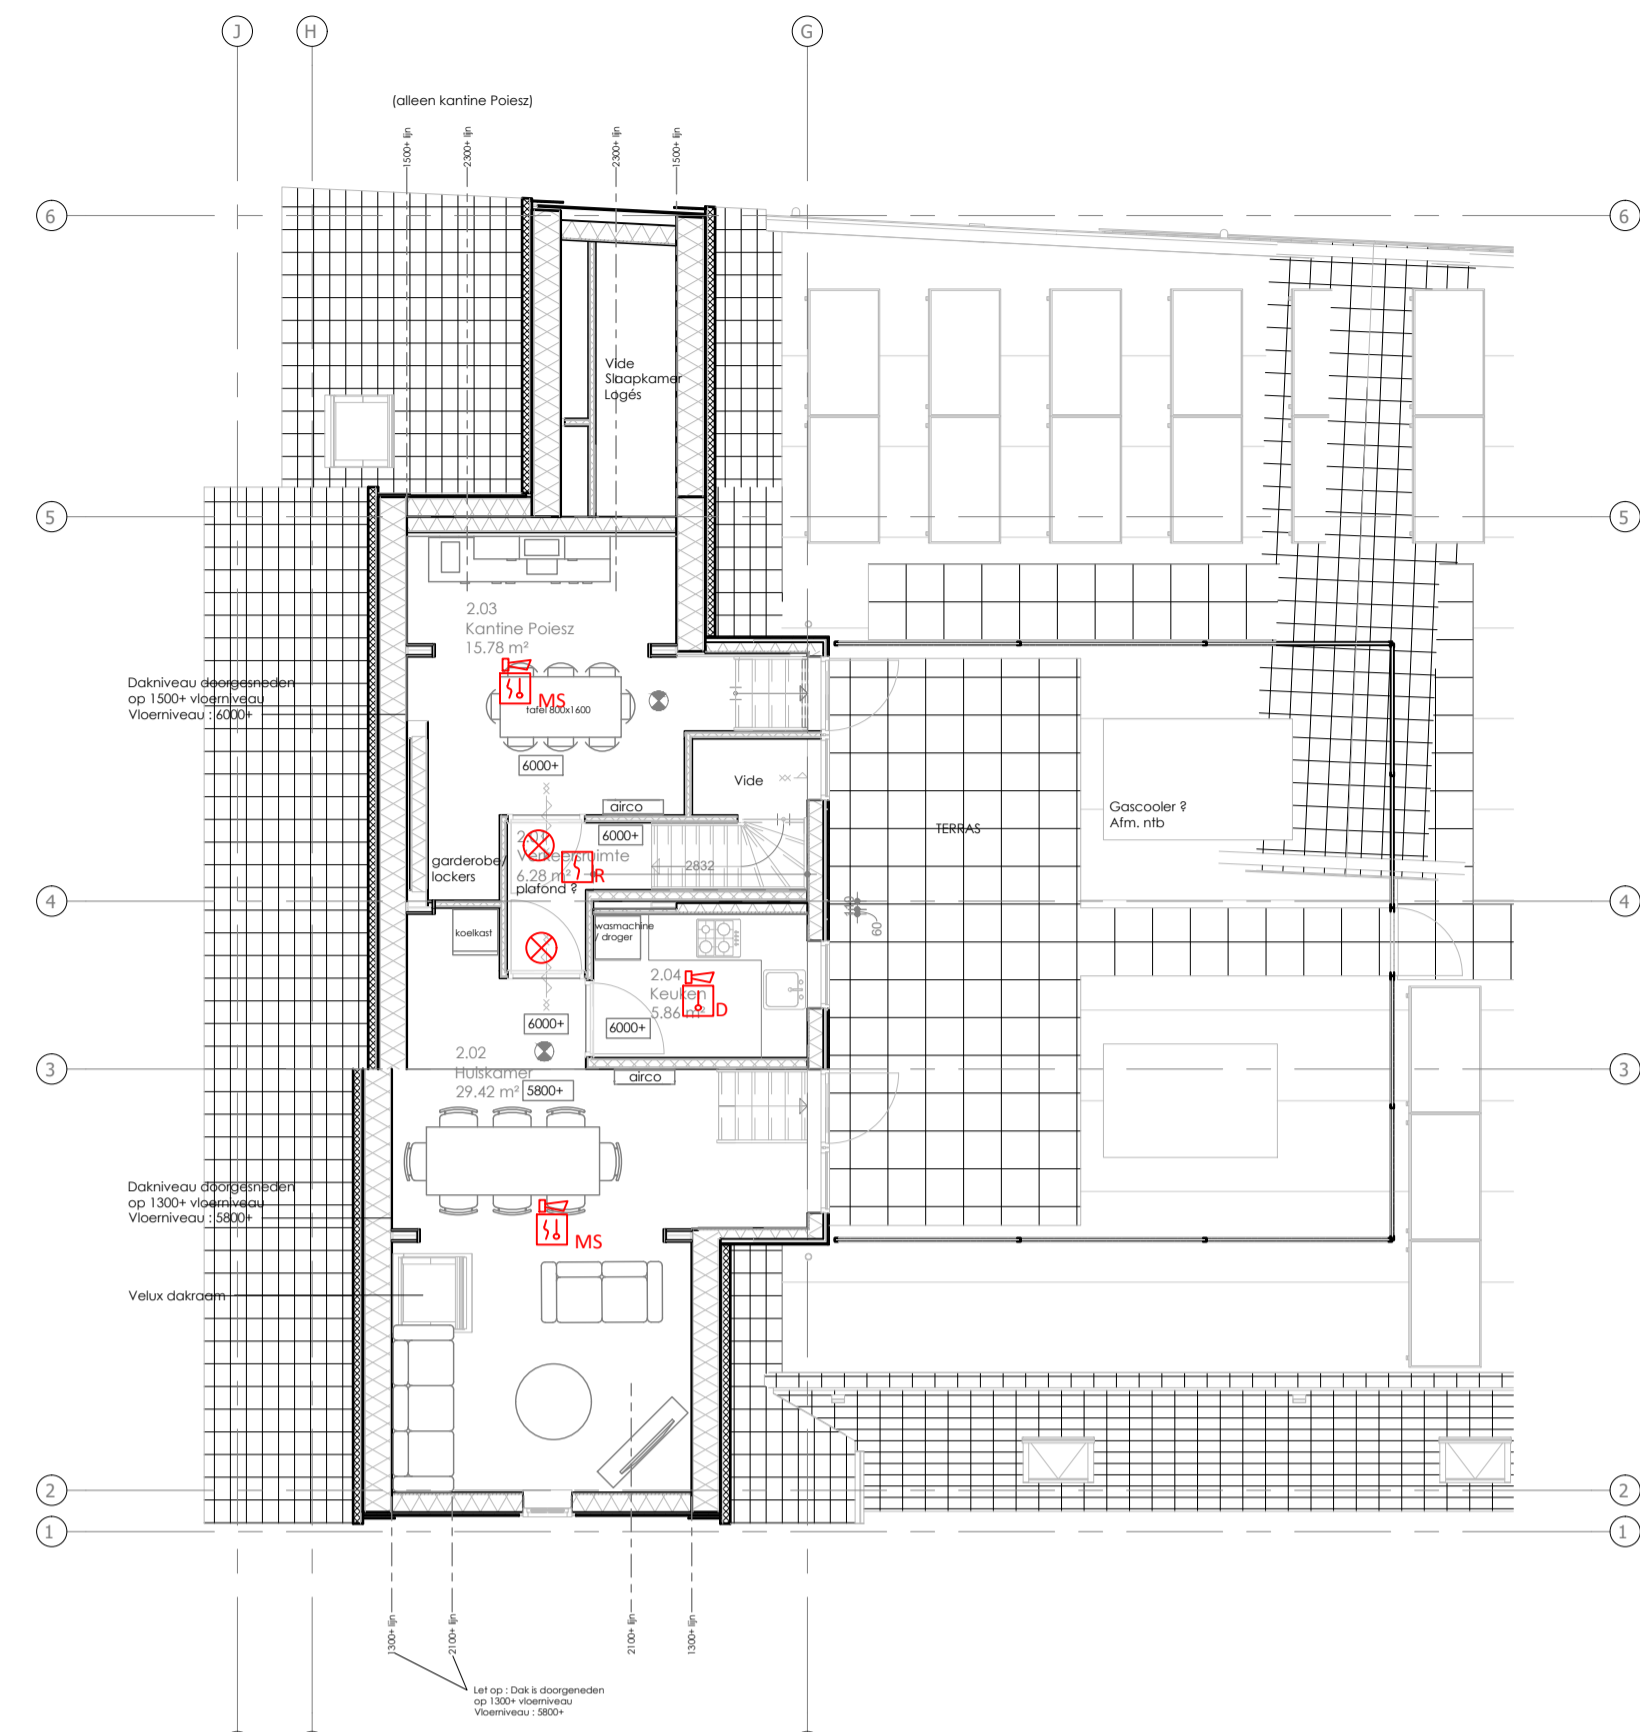 J
H
G
(alleen kantine Poiesz)
1500+ lijn
2300+ lijn
2300+ lijn
1500+ lijn
6
6
Vide
Slaapkamer
Logés
5
5
2.03
Kantine Poiesz
15.78 m²
Dakniveau doorgesneden
op 1500+ vloerniveau
Vloerniveau : 6000+
MS
tafel 800x1600
6000+
Vide
airco
6000+
Gascooler ?
Afm. ntb
TERRAS
garderobe/
lockers
Verkeersruimte
6.28 m²
R
2832
plafond ?
4
4
koelkast
wasmachine
/ droger
60
2.04
Keuken
5.86 m²
D
6000+
6000+
2.02
Huiskamer
29.42 m²
5800+
airco
3
3
Dakniveau doorgesneden
op 1300+ vloerniveau
Vloerniveau : 5800+
MS
Velux dakraam
2
2
1
1
1300+ lijn
2100+ lijn
2100+ lijn
1300+ lijn
Let op : Dak is doorgeneden
op 1300+ vloerniveau
Vloerniveau : 5800+